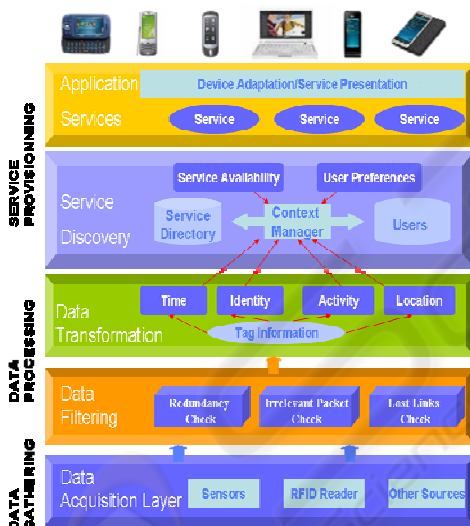 Application
Device Adaptation/Service Presentation
Services
Service
Service
Service
SERVICE
PROVISIONNING
Service Availability
User Preferences
Service
Discovery
Service
Directory
Context
Manager
Users
DATA
PROCESSING
Data
Transformation
Time
Identity
Activity
Location
Tag Information
Data
Filtering
Redundancy
Check
Irrelevant Packet
Check
Lost Links
Check
DATA
GATHERING
Data
Acquisition Layer
Sensors
RFID Reader
Other Sources